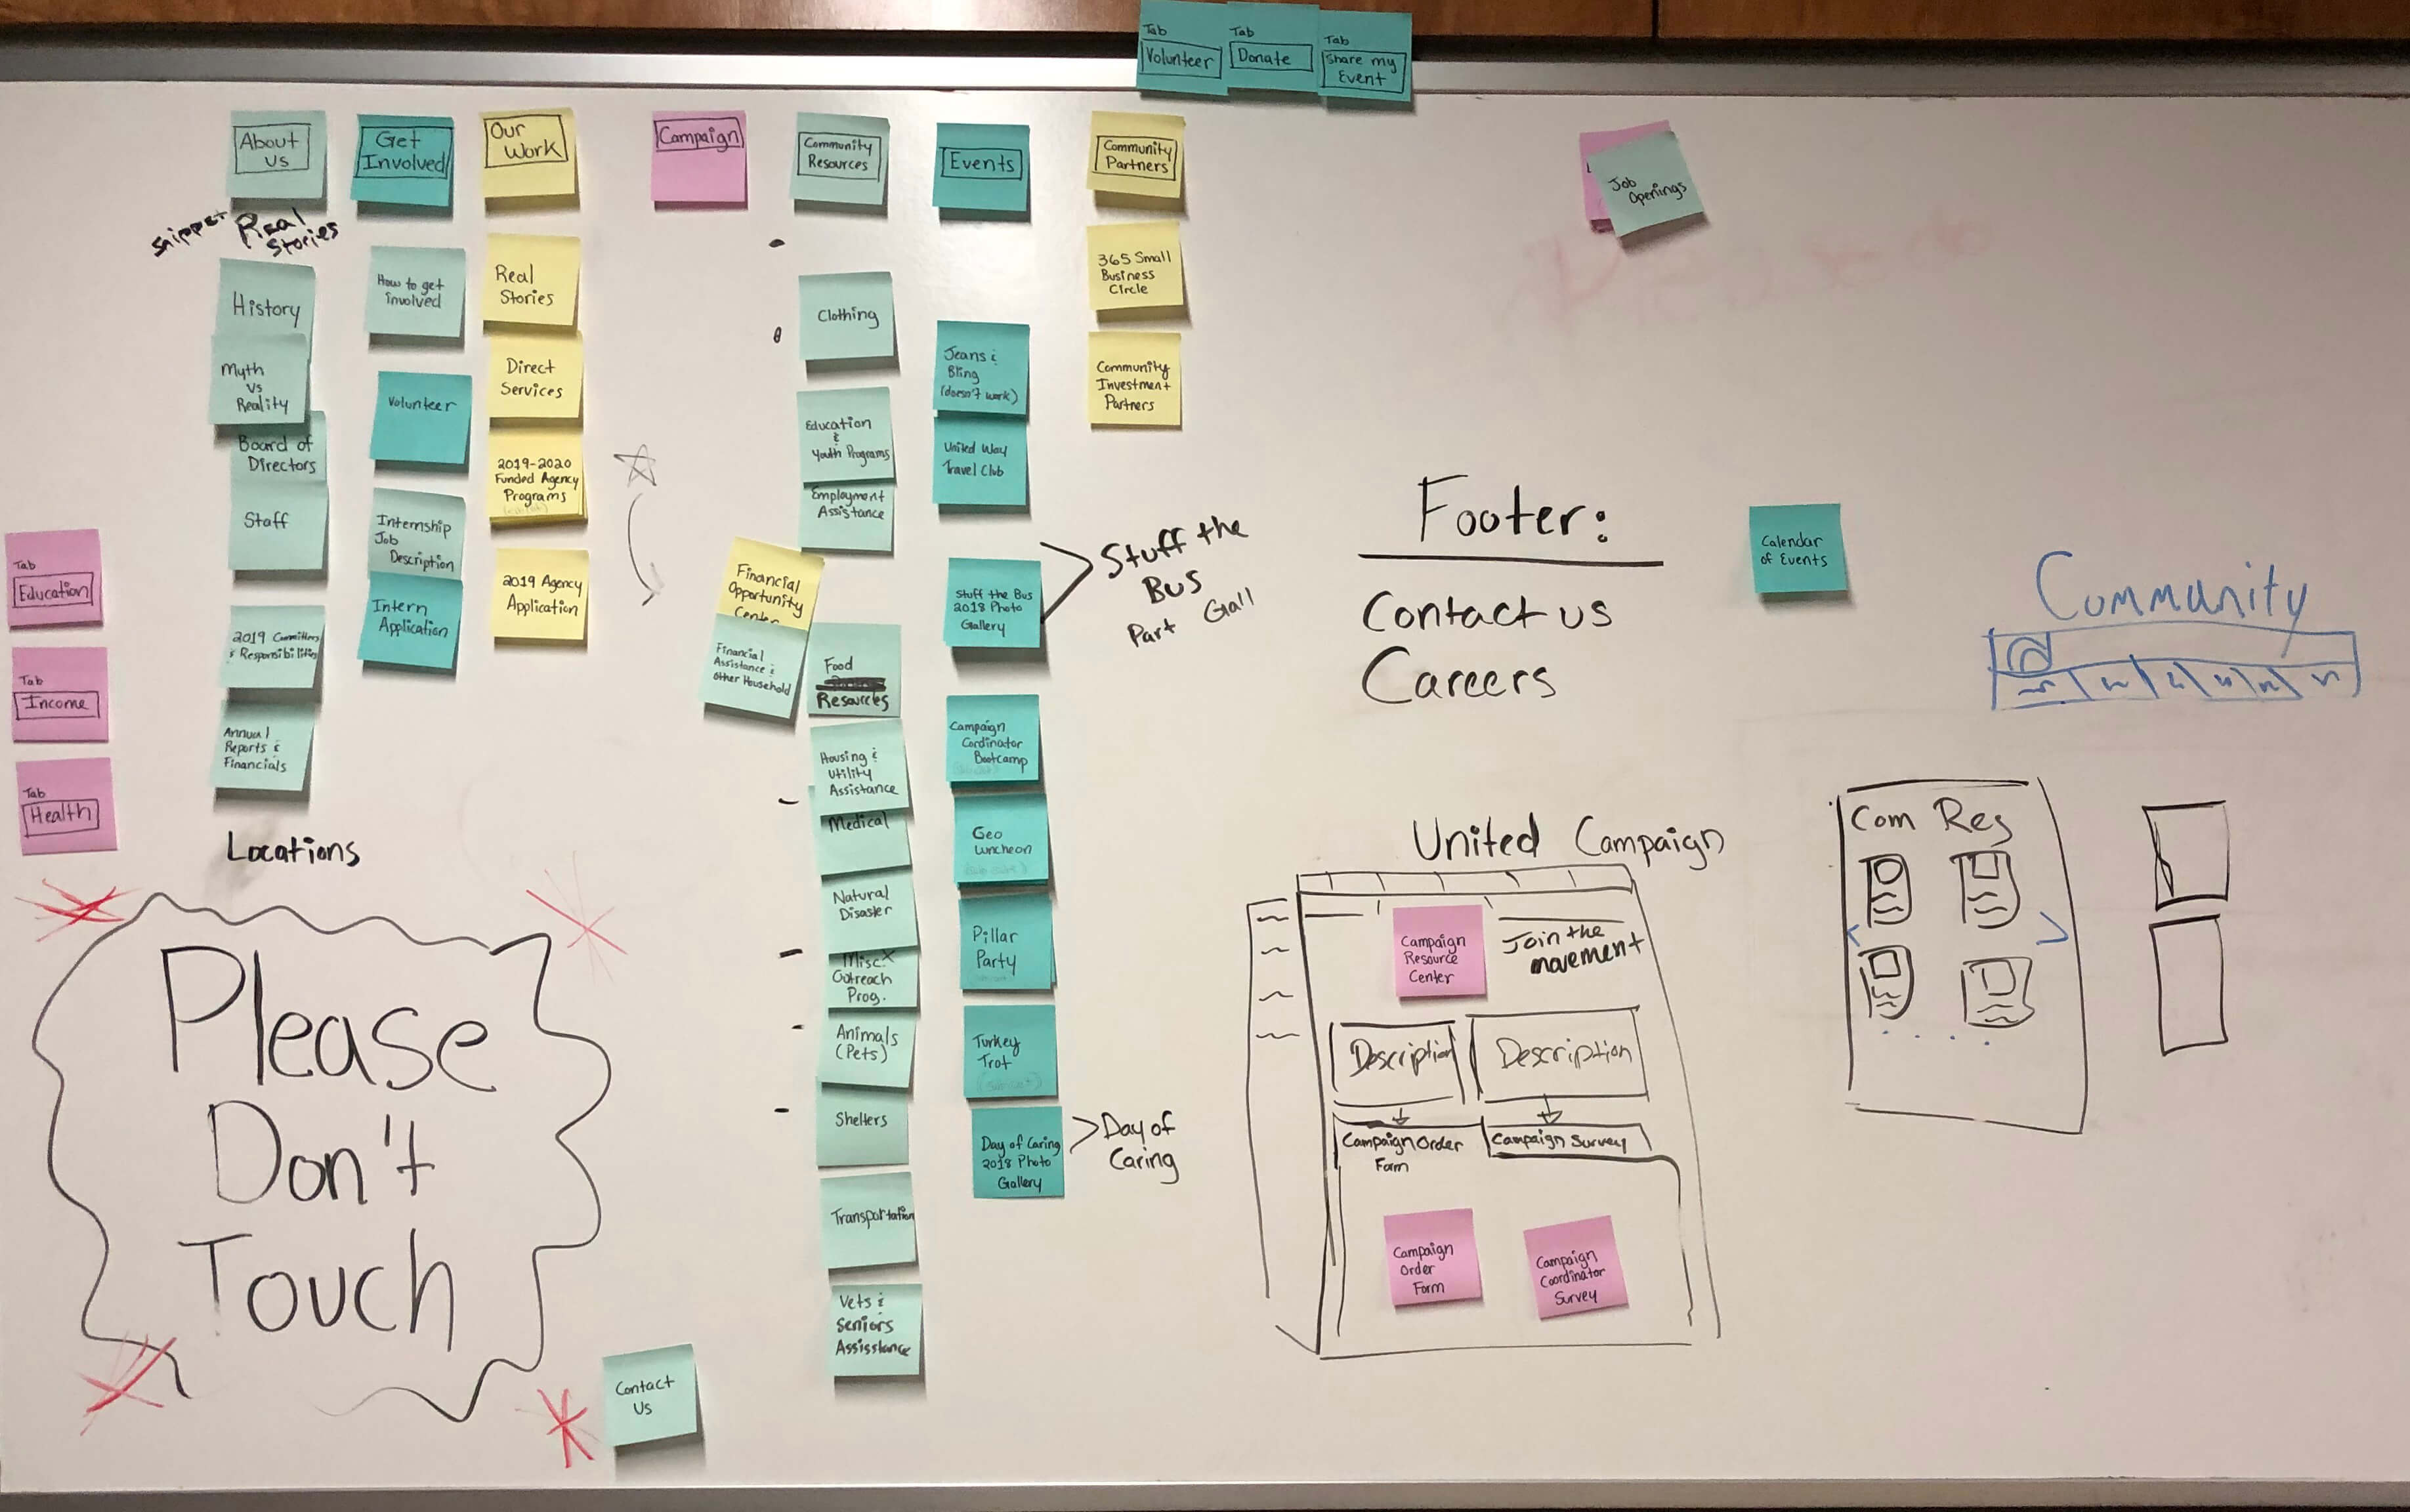 Tab
Volunteer
Tab
Donate
Tab
Share my
Event
About
Us
Get
Involved
Our
Work
Campaign
Community
Resources
Events
Community
Partners
Job
Openings
Snippet
Real
Stories
History
Myth
vs
Reality
Board of
Directors
Staff
2019 Committees
& Responsibilities
Annual
Reports &
Financials
Locations
How to get
involved
Volunteer
Internship
Job
Description
Intern
Application
Real
Stories
Direct
Services
2019-2020
Funded Agency
Programs
2019 Agency
Application
Tab
Education
Tab
Income
Tab
Health
Clothing
Education
&
Youth Programs
Employment
Assistance
Financial
Opportunity
Center
Financial
Assistance &
other Household
Food
Resources
Housing &
Utility
Assistance
Medical
Natural
Disaster
Misc.
Outreach
Prog.
Animals
(Pets)
Shelters
Transportation
Vets &
Seniors
Assisstance
Jeans &
Bling
(doesn't work)
United Way
Travel Club
Stuff the Bus
2018 Photo
Gallery
Stuff the
Bus
Part Gall
Campaign
Cordinator
Bootcamp
Geo
Luncheon
Pillar
Party
Turkey
Trot
Day of Caring
2018 Photo
Gallery
Day of
Caring
365 Small
Business
Circle
Community
Investment
Partners
Footer:
Contact us
Careers
Calendar
of Events
Community
United Campaign
Campaign
Resource
Center
Join the
movement
Description
Description
Campaign Order
Form
Campaign Survey
Campaign
Order
Form
Campaign
Coordinator
Survey
Com Res
Please
Don't
Touch
Contact
Us